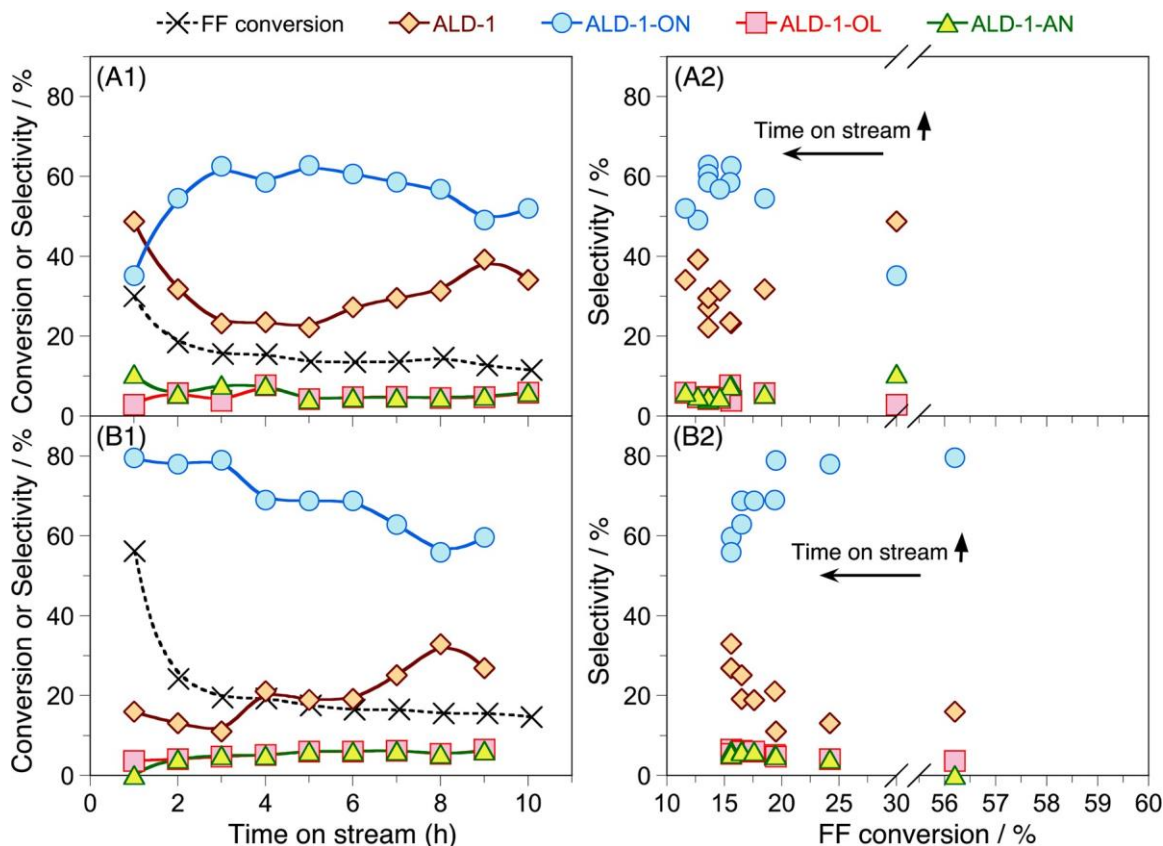 FF conversion ALD-1 ALD-1-ON ALD-1-OL ALD-1-AN
Conversion or Selectivity / %
80
60
40
20
0
(A1)
Selectivity / %
80
60
40
20
0
(A2)
Time on stream
Conversion or Selectivity / %
80
60
40
20
0
(B1)
0 2 4 6 8 10
Time on stream (h)
Selectivity / %
80
60
40
20
0
(B2)
Time on stream
10 15 20 25 30 56 57 58 59 60
FF conversion / %